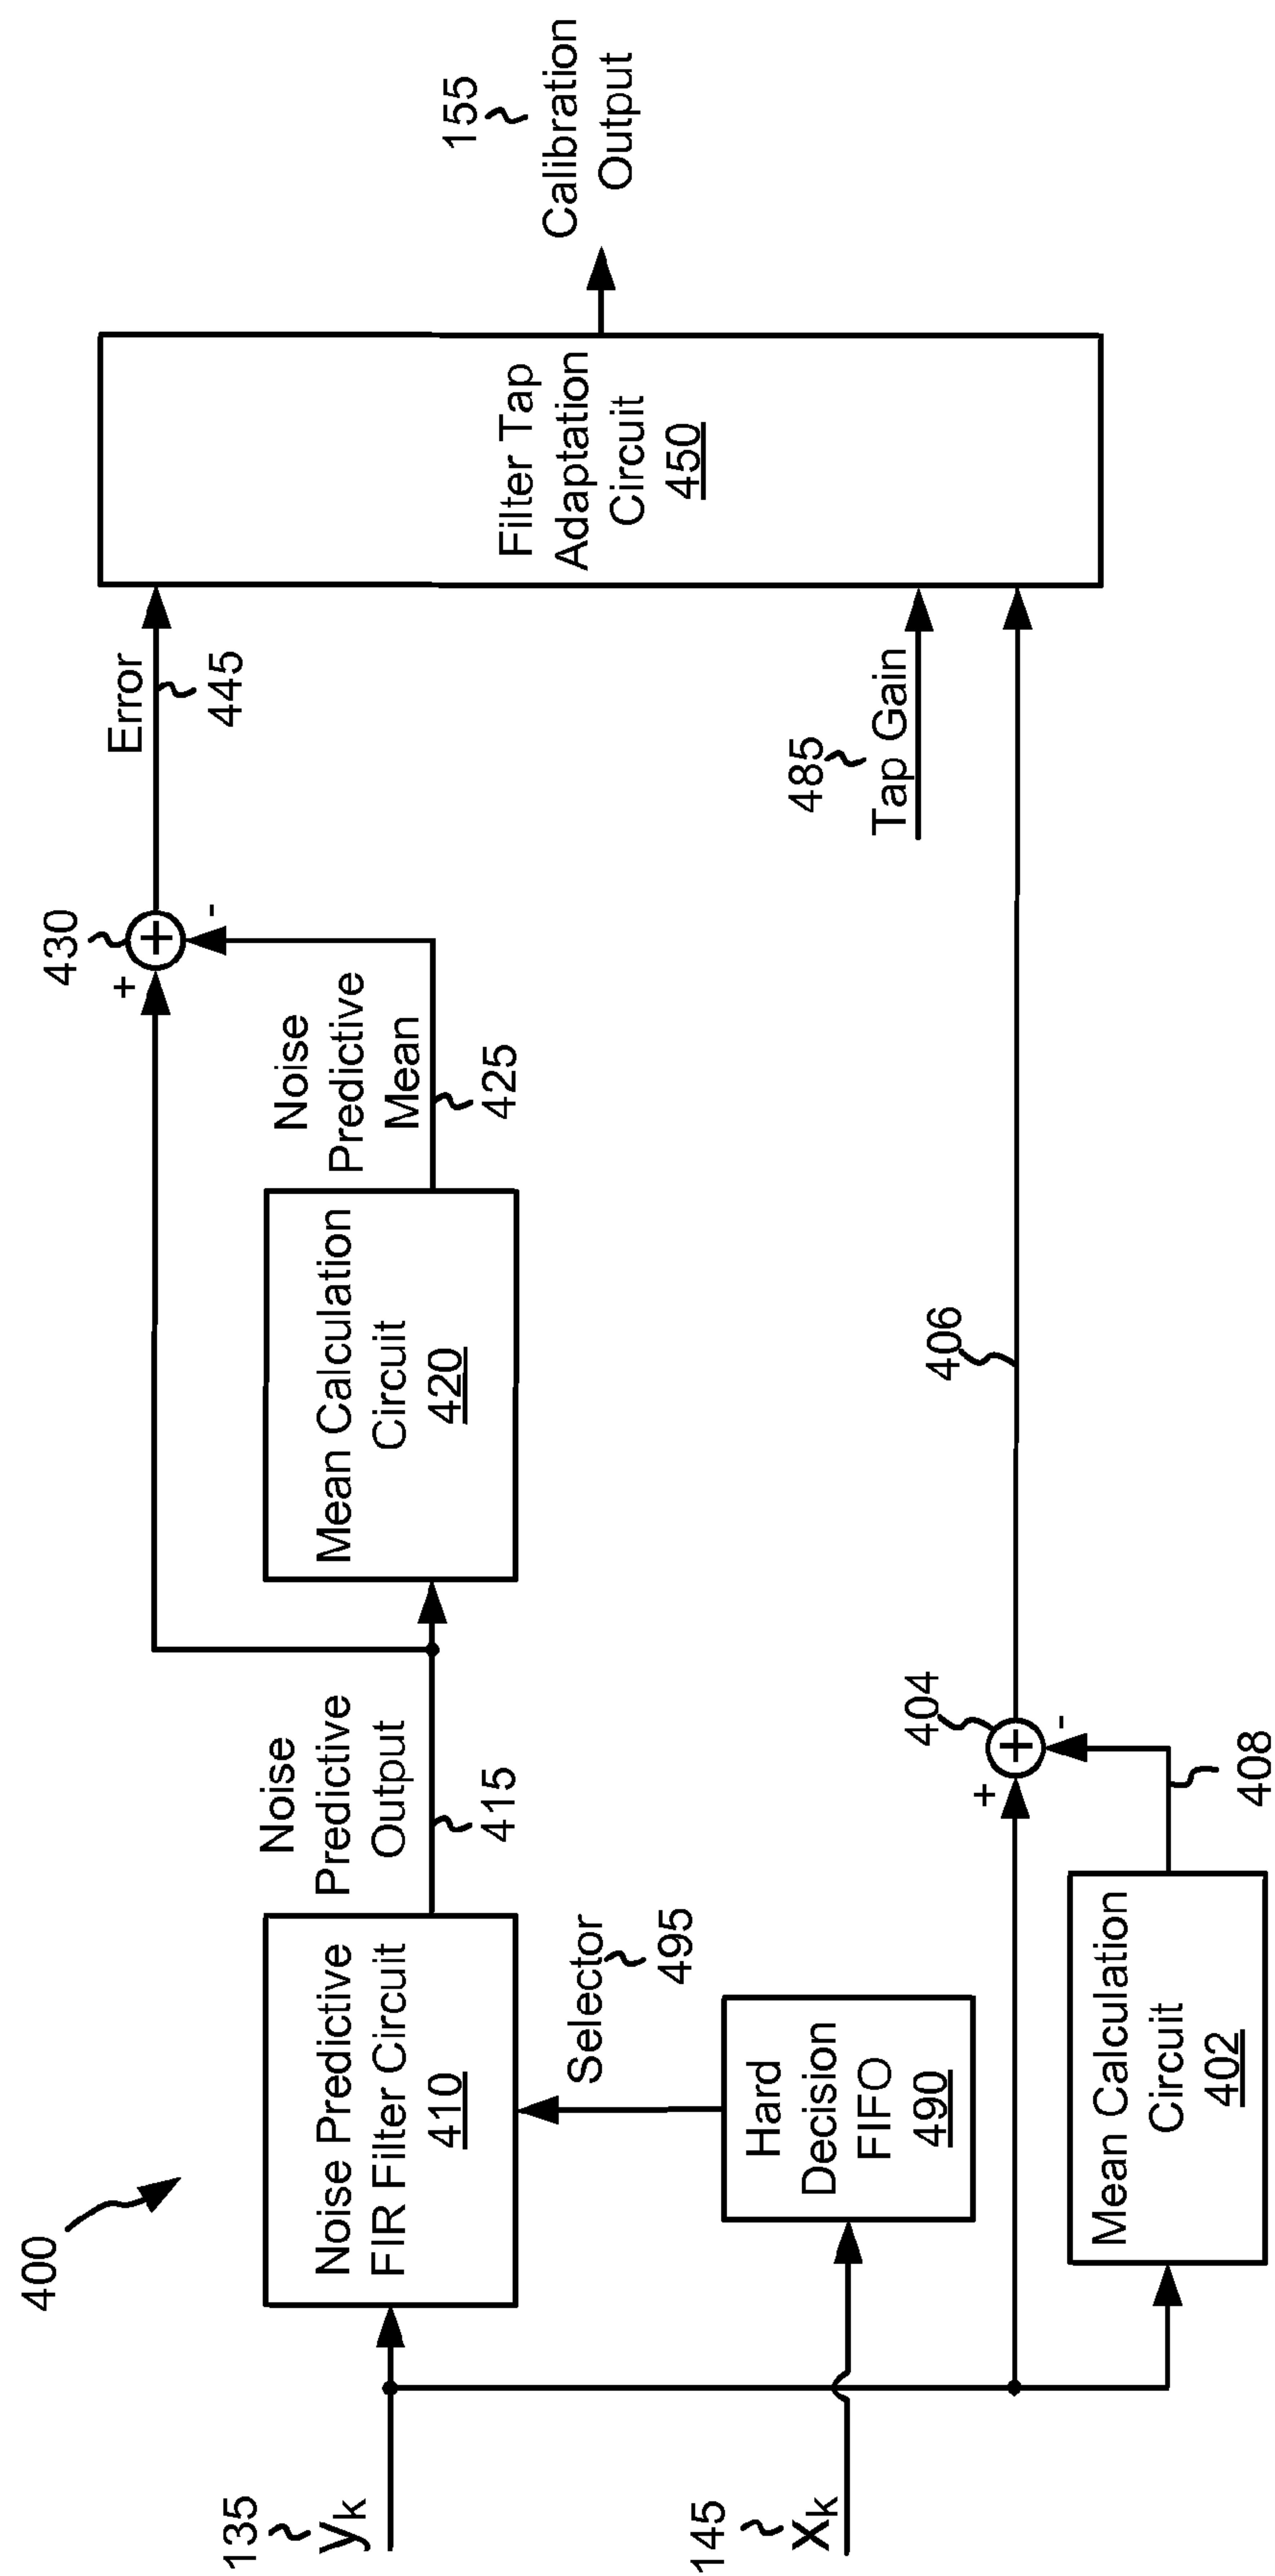 400
135
yk
145
xk
Noise Predictive
FIR Filter Circuit
410
Selector
495
Hard
Decision
FIFO
490
Mean Calculation
Circuit
402
408
404
+
+
-
406
Noise
Predictive
Output
415
Mean Calculation
Circuit
420
Noise
Predictive
Mean
425
430
+
+
-
Error
445
485
Tap Gain
Filter Tap
Adaptation
Circuit
450
155
Calibration
Output